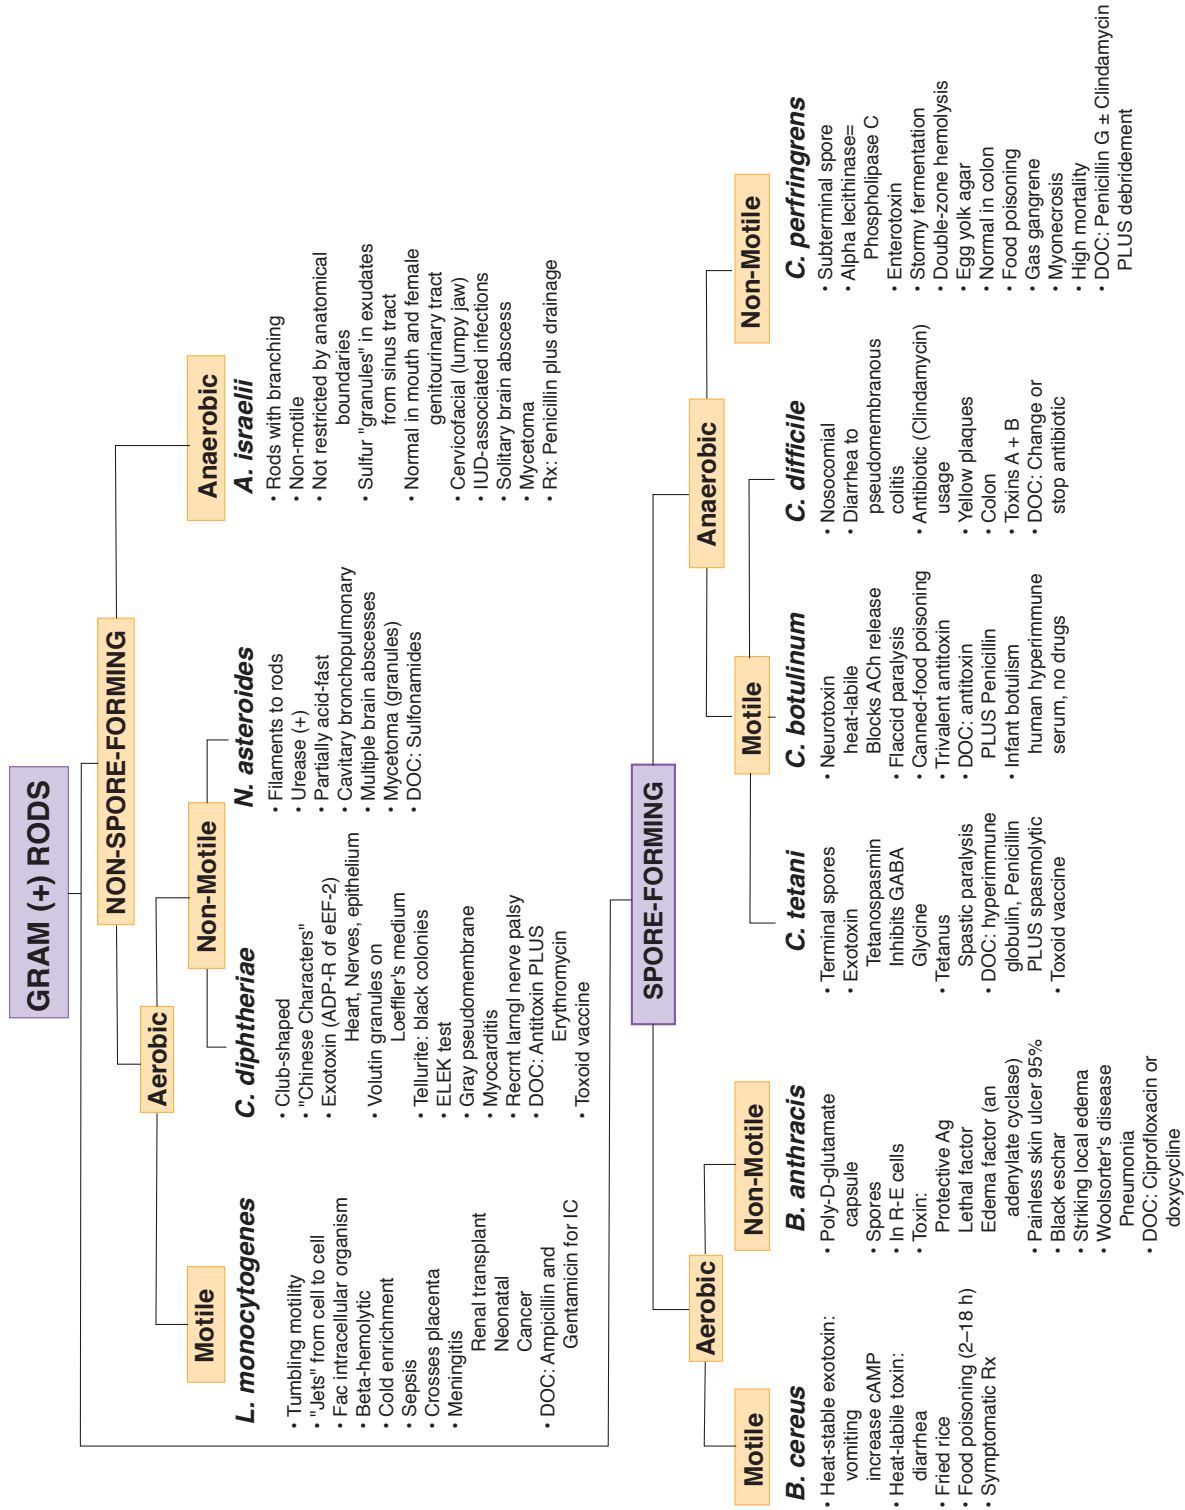 GRAM (+) RODS
NON-SPORE-FORMING
Aerobic
Anaerobic
Motile
Non-Motile
L. monocytogenes
• Tumbling motility
• "Jets" from cell to cell
• Fac intracellular organism
• Beta-hemolytic
• Cold enrichment
• Sepsis
• Crosses placenta
• Meningitis
Renal transplant
Neonatal
Cancer
• DOC: Ampicillin and
Gentamicin for IC
C. diphtheriae
• Club-shaped
• "Chinese Characters"
• Exotoxin (ADP-R of eEF-2)
Heart, Nerves, epithelium
• Volutin granules on
Loeffler's medium
• Tellurite: black colonies
• ELEK test
• Gray pseudomembrane
• Myocarditis
• Recrnt larngl nerve palsy
• DOC: Antitoxin PLUS
Erythromycin
• Toxoid vaccine
N. asteroides
• Filaments to rods
• Urease (+)
• Partially acid-fast
• Cavitary bronchopulmonary
• Multiple brain abscesses
• Mycetoma (granules)
• DOC: Sulfonamides
A. israelii
• Rods with branching
• Non-motile
• Not restricted by anatomical
boundaries
• Sulfur "granules" in exudates
from sinus tract
• Normal in mouth and female
genitourinary tract
• Cervicofacial (lumpy jaw)
• IUD-associated infections
• Solitary brain abscess
• Mycetoma
• Rx: Penicillin plus drainage
SPORE-FORMING
Aerobic
Anaerobic
Motile
Non-Motile
Motile
Non-Motile
B. cereus
• Heat-stable exotoxin:
vomiting
increase cAMP
• Heat-labile toxin:
diarrhea
• Fried rice
• Food poisoning (2–18 h)
• Symptomatic Rx
B. anthracis
• Poly-D-glutamate
capsule
• Spores
• In R-E cells
• Toxin:
Protective Ag
Lethal factor
Edema factor (an
adenylate cyclase)
• Painless skin ulcer 95%
• Black eschar
• Striking local edema
• Woolsorter's disease
Pneumonia
• DOC: Ciprofloxacin or
doxycycline
C. tetani
• Terminal spores
• Exotoxin
Tetanospasmin
Inhibits GABA
Glycine
• Tetanus
Spastic paralysis
• DOC: hyperimmune
globulin, Penicillin
PLUS spasmolytic
• Toxoid vaccine
C. botulinum
• Neurotoxin
heat-labile
Blocks ACh release
• Flaccid paralysis
• Canned-food poisoning
• Trivalent antitoxin
• DOC: antitoxin
PLUS Penicillin
• Infant botulism
human hyperimmune
serum, no drugs
C. difficile
• Nosocomial
• Diarrhea to
pseudomembranous
colitis
• Antibiotic (Clindamycin)
usage
• Yellow plaques
• Colon
• Toxins A + B
• DOC: Change or
stop antibiotic
C. perfringrens
• Subterminal spore
• Alpha lecithinase=
Phospholipase C
• Enterotoxin
• Stormy fermentation
• Double-zone hemolysis
• Egg yolk agar
• Normal in colon
• Food poisoning
• Gas gangrene
• Myonecrosis
• High mortality
• DOC: Penicillin G ± Clindamycin
PLUS debridement